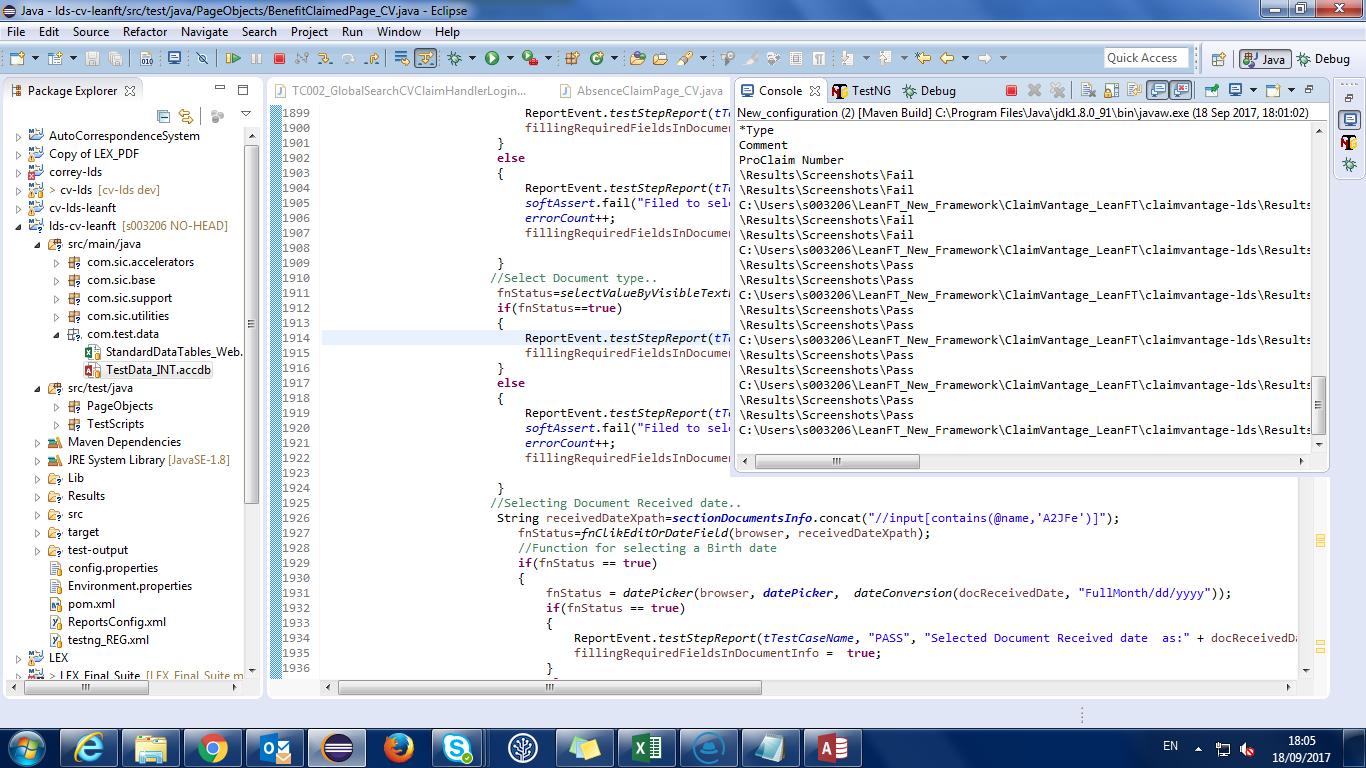 Java - lds-cv-leanft/src/test/java/PageObjects/BenefitClaimedPage_CV.java - Eclipse
File Edit Source Refactor Navigate Search Project Run Window Help
Quick Access
Java
Debug
Package Explorer
AutoCorrespondenceSystem
Copy of LEX_PDF
correy-lds
> cv-lds [cv-lds dev]
cv-lds-leanft
lds-cv-leanft [s003206 NO-HEAD]
src/main/java
com.sic.accelerators
com.sic.base
com.sic.support
com.sic.utilities
com.test.data
StandardDataTables_Web.
TestData_INT.accdb
src/test/java
PageObjects
TestScripts
Maven Dependencies
JRE System Library [JavaSE-1.8]
Lib
Results
src
target
test-output
config.properties
Environment.properties
pom.xml
ReportsConfig.xml
testng_REG.xml
LEX
> LEX_Final_Suite [LEX_Final_Suite m
TC002_GlobalSearchCVClaimHandlerLogin...
AbsenceClaimPage_CV.java
1899 ReportEvent.testStepReport(tT
1900 fillingRequiredFieldsInDocum
1901 }
1902 else
1903 {
1904 ReportEvent.testStepReport(tT
1905 softAssert.fail("Filed to sel
1906 errorCount++;
1907 fillingRequiredFieldsInDocum
1908
1909 }
1910 //Select Document type..
1911 fnStatus=selectValueByVisibleText
1912 if(fnStatus==true)
1913 {
1914 ReportEvent.testStepReport(tT
1915 fillingRequiredFieldsInDocum
1916 }
1917 else
1918 {
1919 ReportEvent.testStepReport(tT
1920 softAssert.fail("Filed to sel
1921 errorCount++;
1922 fillingRequiredFieldsInDocum
1923
1924 }
1925 //Selecting Document Received date..
1926 String receivedDateXpath=sectionDocumentsInfo.concat("//input[contains(@name,'A2JFe')]");
1927 fnStatus=fnClikEditOrDateField(browser, receivedDateXpath);
1928 //Function for selecting a Birth date
1929 if(fnStatus == true)
1930 {
1931 fnStatus = datePicker(browser, datePicker, dateConversion(docReceivedDate, "FullMonth/dd/yyyy"));
1932 if(fnStatus == true)
1933 {
1934 ReportEvent.testStepReport(tTestCaseName, "PASS", "Selected Document Received date as:" + docReceivedDa
1935 fillingRequiredFieldsInDocumentInfo = true;
1936 }
Console
TestNG
Debug
New_configuration (2) [Maven Build] C:\Program Files\Java\jdk1.8.0_91\bin\javaw.exe (18 Sep 2017, 18:01:02)
*Type
Comment
ProClaim Number
\Results\Screenshots\Fail
\Results\Screenshots\Fail
C:\Users\s003206\LeanFT_New_Framework\ClaimVantage_LeanFT\claimvantage-lds\Results
\Results\Screenshots\Fail
\Results\Screenshots\Fail
C:\Users\s003206\LeanFT_New_Framework\ClaimVantage_LeanFT\claimvantage-lds\Results
\Results\Screenshots\Pass
\Results\Screenshots\Pass
C:\Users\s003206\LeanFT_New_Framework\ClaimVantage_LeanFT\claimvantage-lds\Results
\Results\Screenshots\Pass
\Results\Screenshots\Pass
C:\Users\s003206\LeanFT_New_Framework\ClaimVantage_LeanFT\claimvantage-lds\Results
\Results\Screenshots\Pass
\Results\Screenshots\Pass
C:\Users\s003206\LeanFT_New_Framework\ClaimVantage_LeanFT\claimvantage-lds\Results
\Results\Screenshots\Pass
\Results\Screenshots\Pass
C:\Users\s003206\LeanFT_New_Framework\ClaimVantage_LeanFT\claimvantage-lds\Results
EN
18:05
18/09/2017